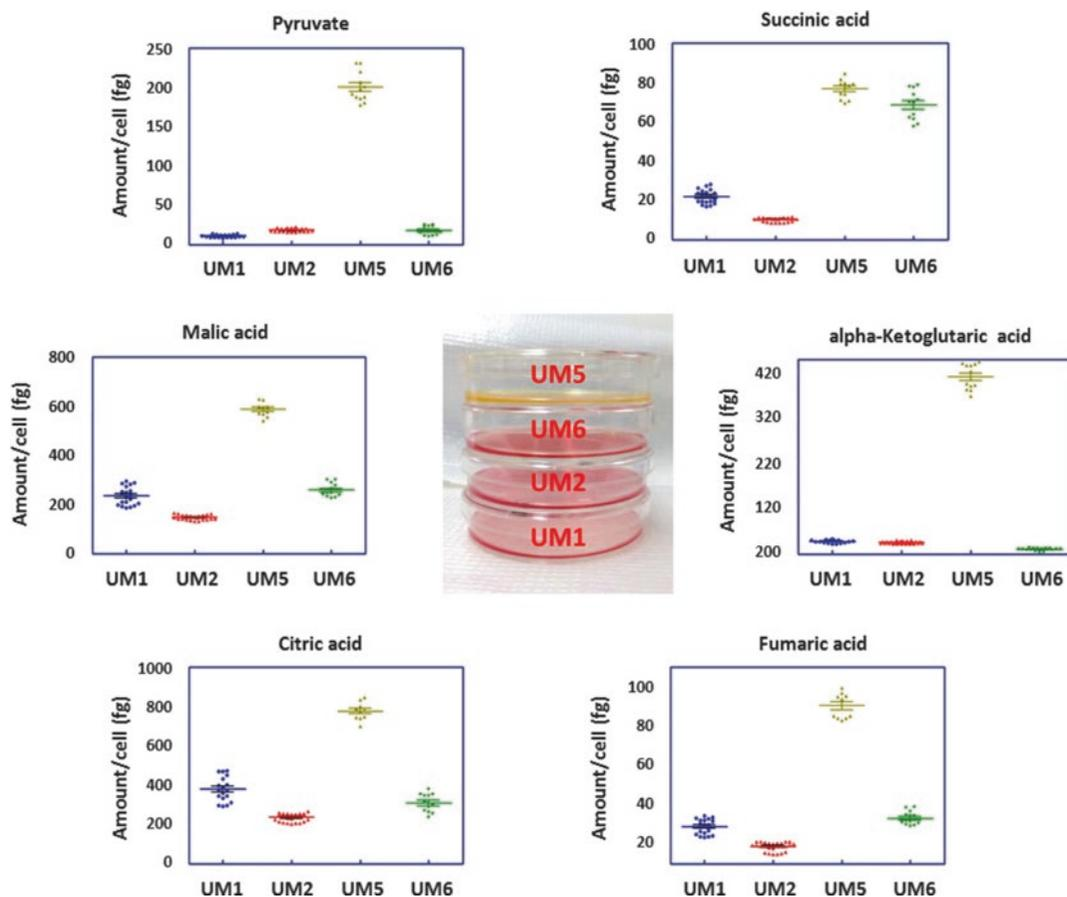 Pyruvate
Amount/cell (fg)
250
200
150
100
50
0
UM1 UM2 UM5 UM6
Succinic acid
Amount/cell (fg)
100
80
60
40
20
0
UM1 UM2 UM5 UM6
Malic acid
Amount/cell (fg)
800
600
400
200
0
UM1 UM2 UM5 UM6
UM5
UM6
UM2
UM1
alpha-Ketoglutaric acid
Amount/cell (fg)
420
320
220
120
200
UM1 UM2 UM5 UM6
Citric acid
Amount/cell (fg)
1000
800
600
400
200
0
UM1 UM2 UM5 UM6
Fumaric acid
Amount/cell (fg)
100
80
60
40
20
UM1 UM2 UM5 UM6